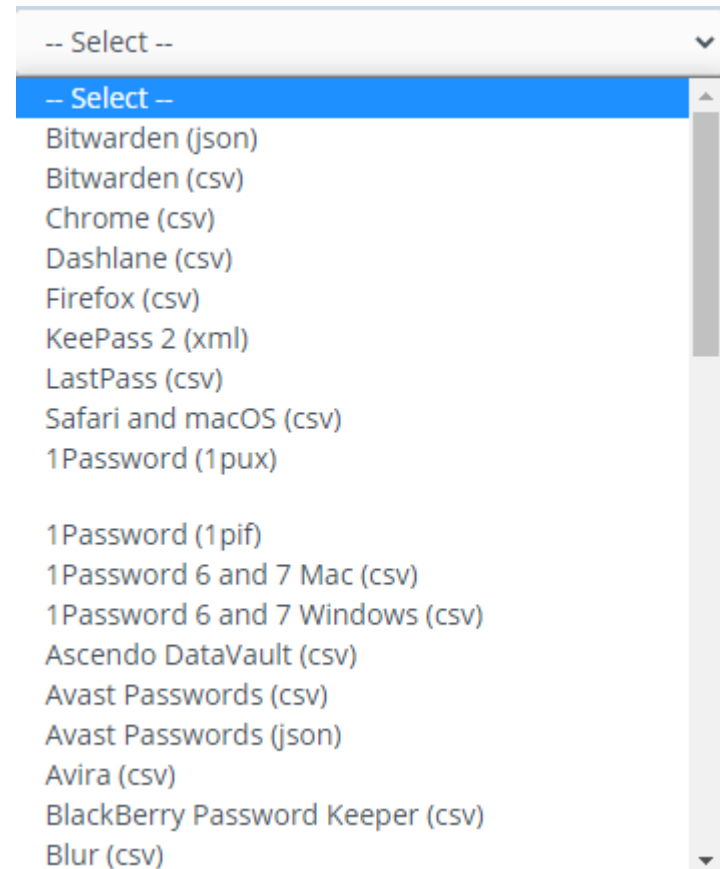 -- Select --
-- Select --
Bitwarden (json)
Bitwarden (csv)
Chrome (csv)
Dashlane (csv)
Firefox (csv)
KeePass 2 (xml)
LastPass (csv)
Safari and macOS (csv)
1Password (1pux)
1Password (1pif)
1Password 6 and 7 Mac (csv)
1Password 6 and 7 Windows (csv)
Ascendo DataVault (csv)
Avast Passwords (csv)
Avast Passwords (json)
Avira (csv)
BlackBerry Password Keeper (csv)
Blur (csv)